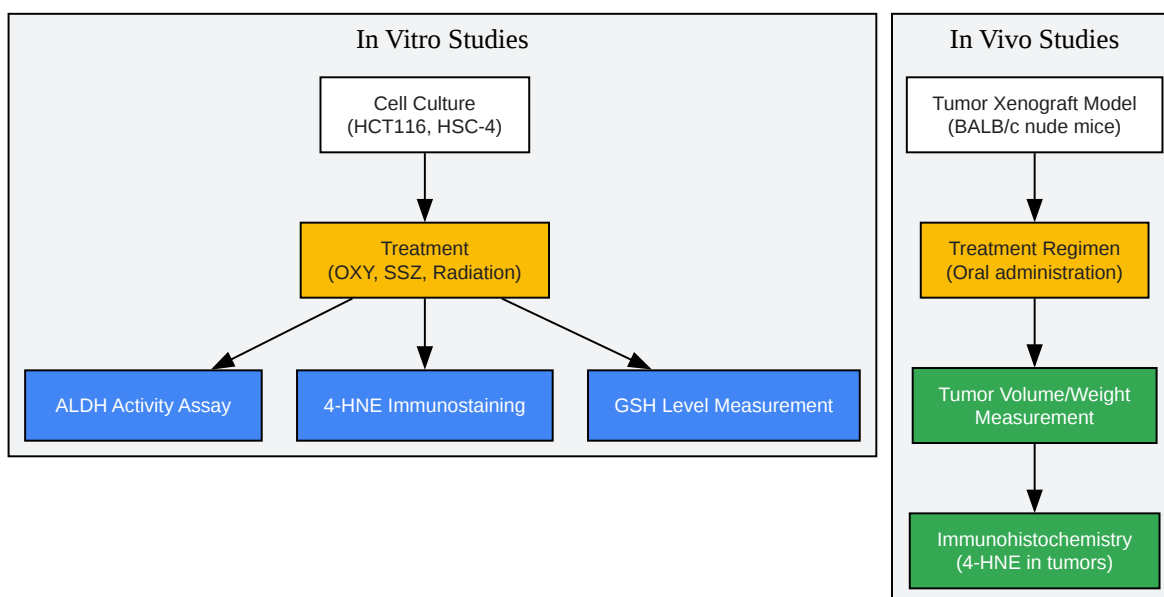 In Vitro Studies
Cell Culture
(HCT116, HSC-4)
Treatment
(OXY, SSZ, Radiation)
ALDH Activity Assay
4-HNE Immunostaining
GSH Level Measurement
In Vivo Studies
Tumor Xenograft Model
(BALB/c nude mice)
Treatment Regimen
(Oral administration)
Tumor Volume/Weight
Measurement
Immunohistochemistry
(4-HNE in tumors)